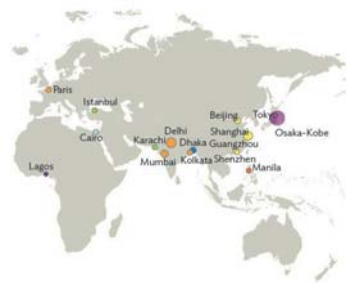 Paris
Istanbul
Beijing
Tokyo
Cairo
Karachi
Delhi
Dhaka
Shanghai
Osaka-Kobe
Guangzhou
Lagos
Mumbai
Kolkata
Shenzhen
Manila